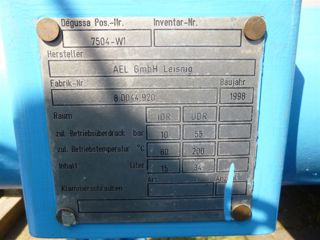 Degussa Pos.-Nr. Inventar-Nr.
7504-W1
Hersteller
AEL GmbH Leisnig
Fabrik-Nr. Baujahr
8.0044.920 1998
Raum IDR UDR
zul. Betriebsüberdruck bar 10 55
zul. Betriebstemperatur °C 60 200
Inhalt Liter 15 34
Klammerschrauben